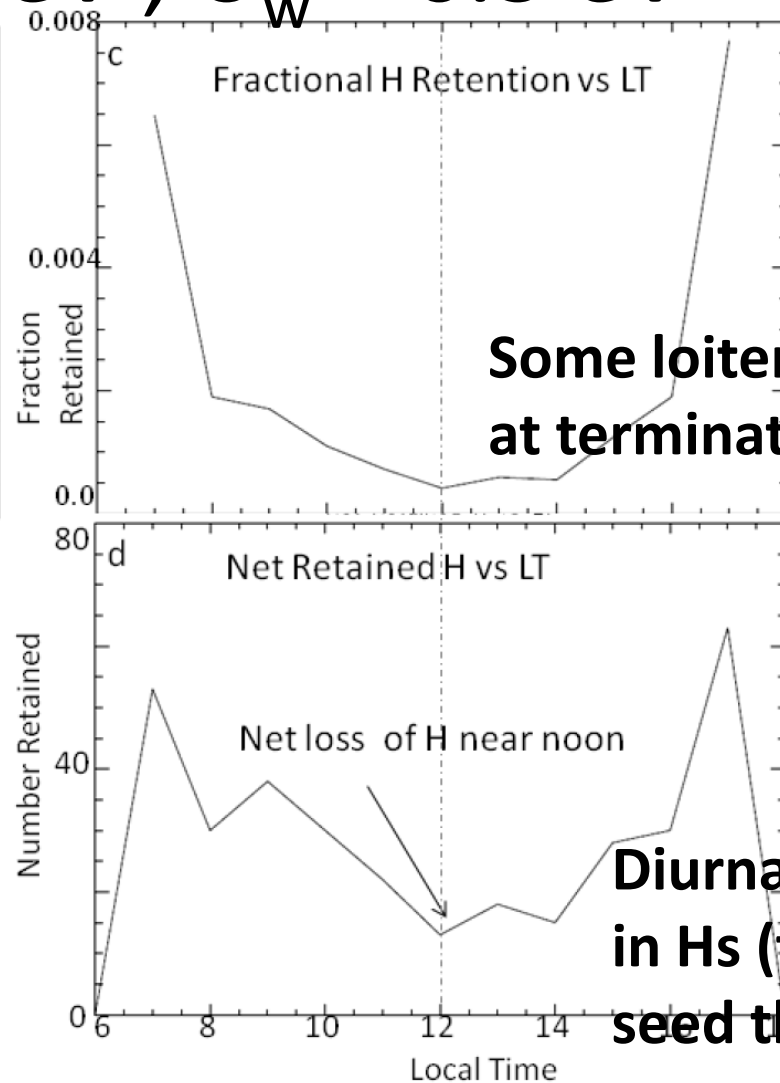 0.008
c
Fractional H Retention vs LT
0.004
Fraction
Retained
Some loiter
at terminat
0.0
80
d
Net Retained H vs LT
Number Retained
Net loss of H near noon
40
Diurna
in Hs (
seed th
0
6 8 10 12 14
Local Time